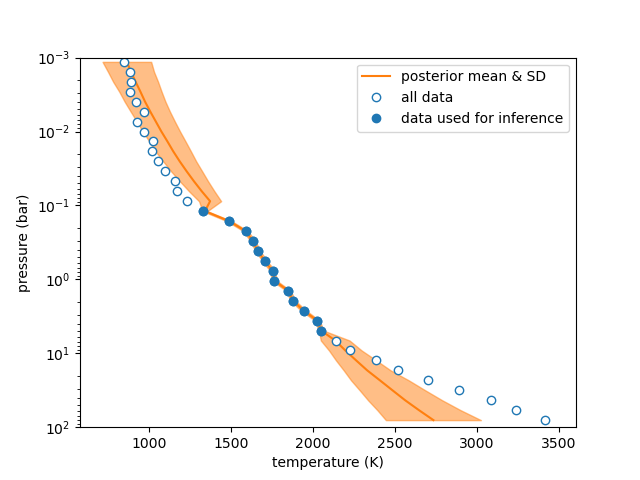 posterior mean & SD
all data
data used for inference
10⁻³
10⁻²
10⁻¹
10⁰
10¹
10²
pressure (bar)
1000 1500 2000 2500 3000 3500
temperature (K)